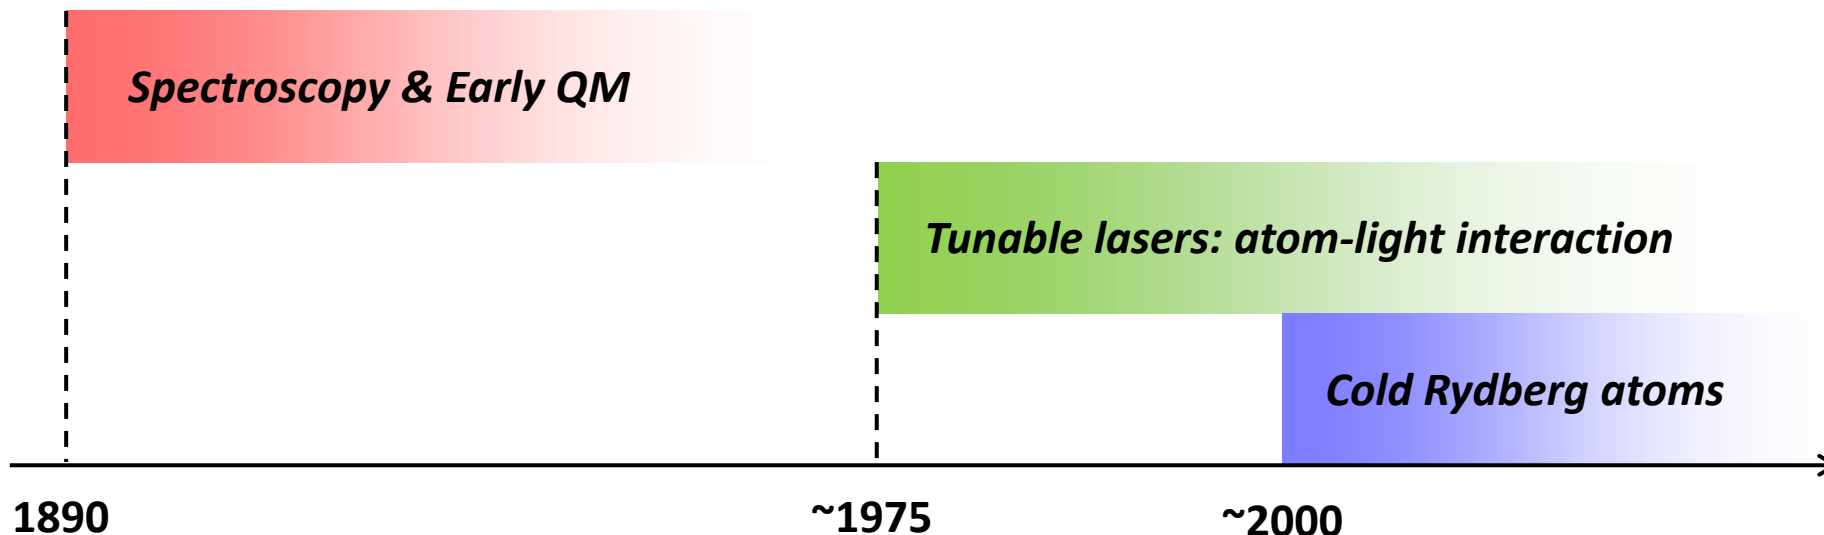 Spectroscopy & Early QM
Tunable lasers: atom-light interaction
Cold Rydberg atoms
1890
~1975
~2000